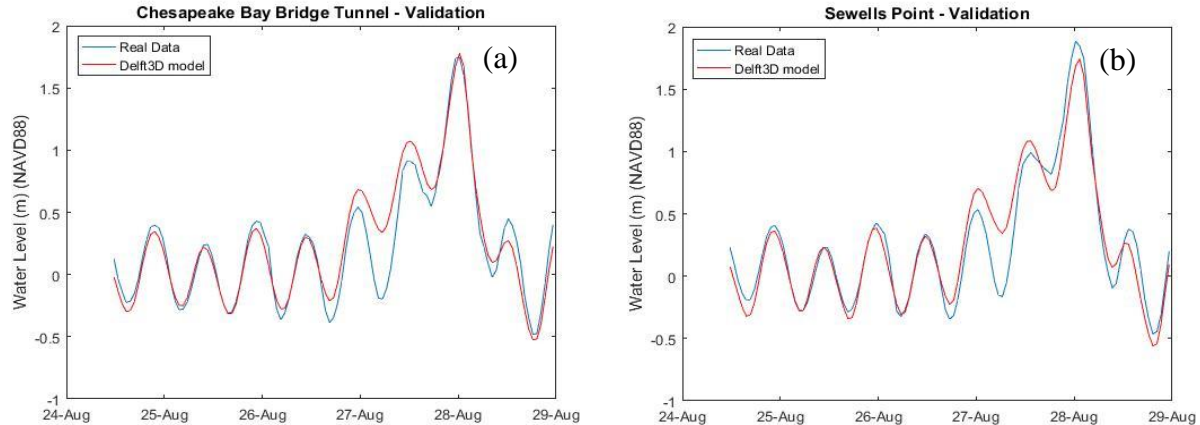 Chesapeake Bay Bridge Tunnel - Validation
Real Data
Delft3D model
(a)
Water Level (m) (NAVD88)
2
1.5
1
0.5
0
-0.5
-1
24-Aug 25-Aug 26-Aug 27-Aug 28-Aug 29-Aug
Sewells Point - Validation
Real Data
Delft3D model
(b)
Water Level (m) (NAVD88)
2
1.5
1
0.5
0
-0.5
-1
24-Aug 25-Aug 26-Aug 27-Aug 28-Aug 29-Aug